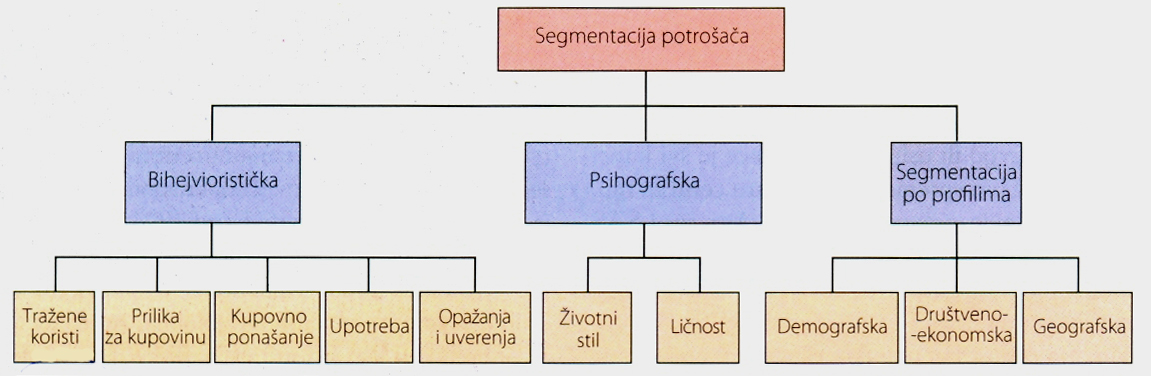 Segmentacija potrošača
Bihejvioristička
Psihografska
Segmentacija
po profilima
Tražene
koristi
Prilika
za kupovinu
Kupovno
ponašanje
Upotreba
Opažanja
i uverenja
Životni
stil
Ličnost
Demografska
Društveno-
-ekonomska
Geografska